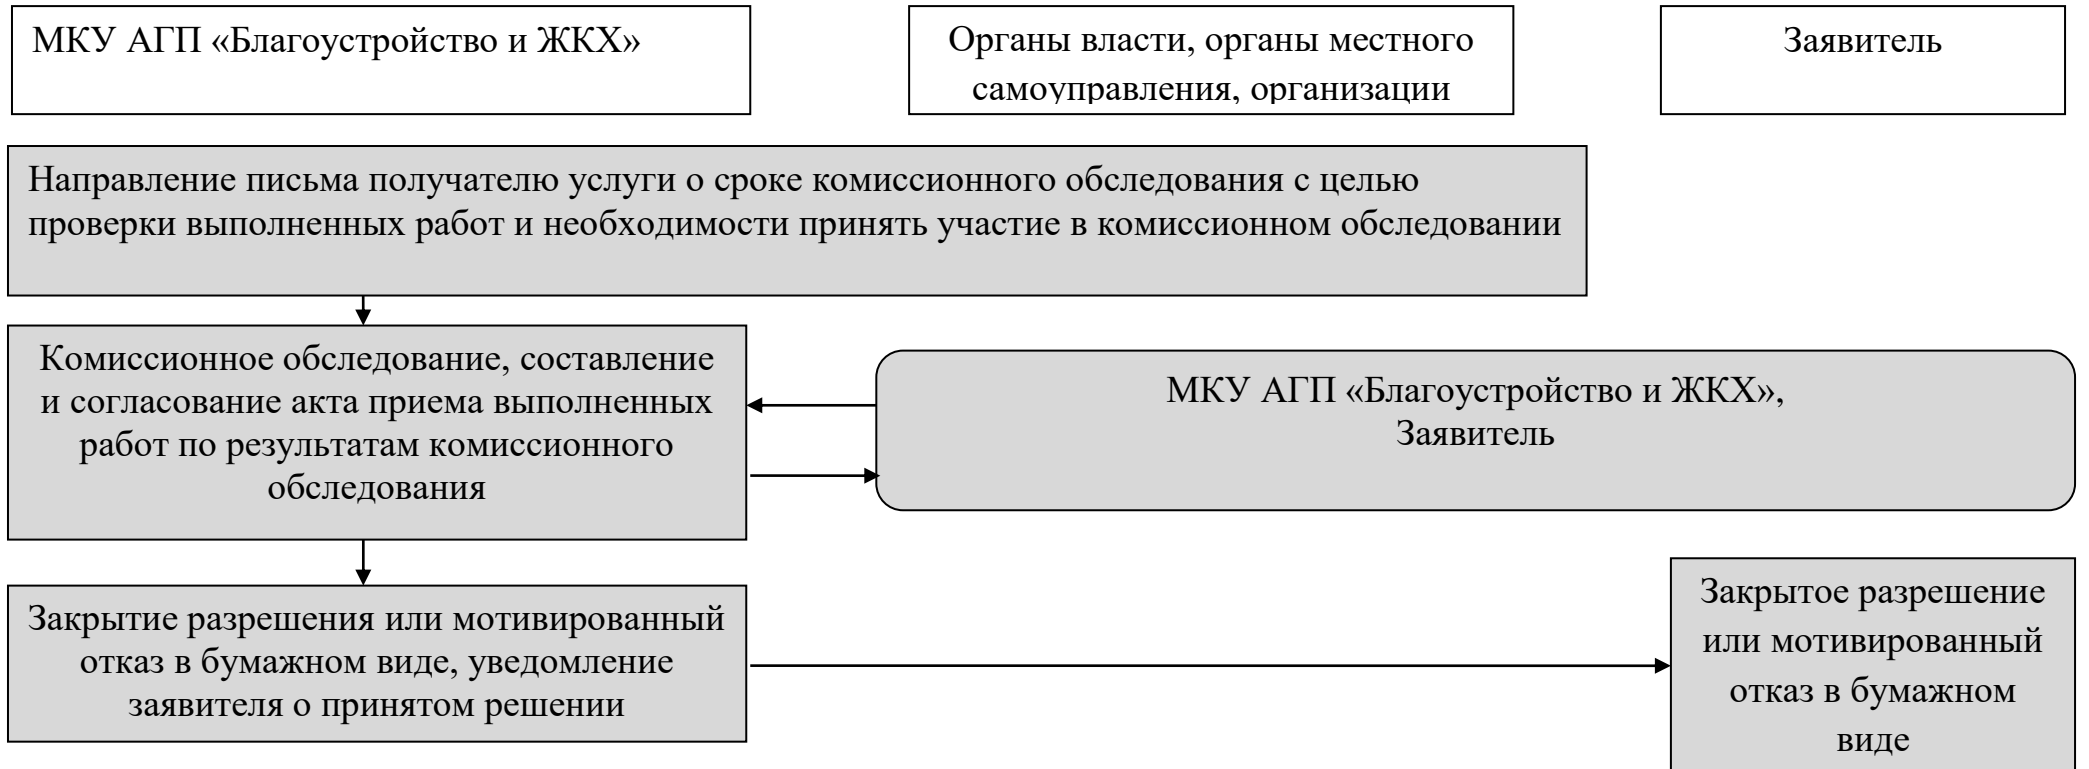 МКУ АГП «Благоустройство и ЖКХ»
Органы власти, органы местного
самоуправления, организации
Заявитель
Направление письма получателю услуги о сроке комиссионного обследования с целью
проверки выполненных работ и необходимости принять участие в комиссионном обследовании
Комиссионное обследование, составление
и согласование акта приема выполненных
работ по результатам комиссионного
обследования
МКУ АГП «Благоустройство и ЖКХ»,
Заявитель
Закрытие разрешения или мотивированный
отказ в бумажном виде, уведомление
заявителя о принятом решении
Закрытое разрешение
или мотивированный
отказ в бумажном
виде